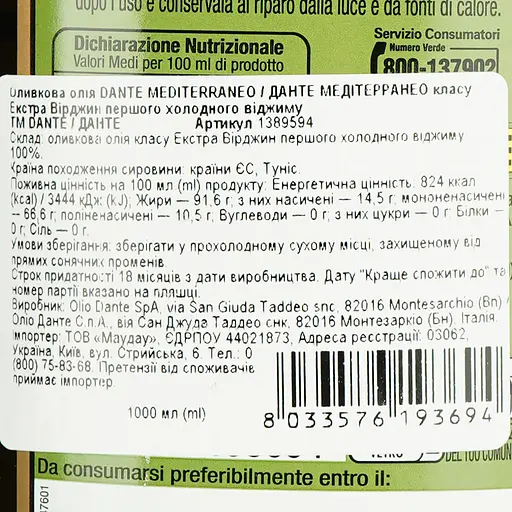 dopo l'uso e conservala al riparo dalla luce e da fonti di calore.
Servizio Consumatori
Dichiarazione Nutrizionale
Numero Verde
Valori Medi per 100 ml di prodotto
800-137902
Оливкова олія DANTE MEDITERRANEO / ДАНТЕ МЕДІТЕРРАНЕО класу
Екстра Вірджин першого холодного віджиму
ТМ DANTE / ДАНТЕ Артикул 1389594
Склад: оливкова олія класу Екстра Вірджин першого холодного віджиму
100%.
Країна походження сировини: країни ЄС, Туніс.
Поживна цінність на 100 мл (ml) продукту: Енергетична цінність: 824 ккал
(kcal) / 3444 кДж (kJ); Жири — 91,6 г; з них насичені — 14,5 г; мононенасичені
— 66,6 г; поліненасичені — 10,5 г; Вуглеводи — 0 г; з них цукри — 0 г; Білки –
0 г; Сіль — 0 г.
Умови зберігання: зберігати у прохолодному сухому місці, захищеному від
прямих сонячних променів.
Строк придатності 18 місяців з дати виробництва. Дату "Краще спожити до" та
номер партії вказано на пляшці.
Виробник: Olio Dante SpA, via San Giuda Taddeo snc, 82016 Montesarchio (Bn) /
Оліо Данте С.п.А., віа Сан Джуда Таддео снк, 82016 Монтезаркіо (Бн), Італія.
Імпортер: ТОВ «Маудау», ЄДРПОУ 44021873, Адреса реєстрації: 03062,
Україна, Київ, вул. Стрийська, 6. Тел.: 0
(800) 75-83-68. Претензії від споживачів
приймає імпортер.
1000 мл (ml)
8 033576 193694
VETRO
DEL TUO COMUN
Da consumarsi preferibilmente entro il:
47601